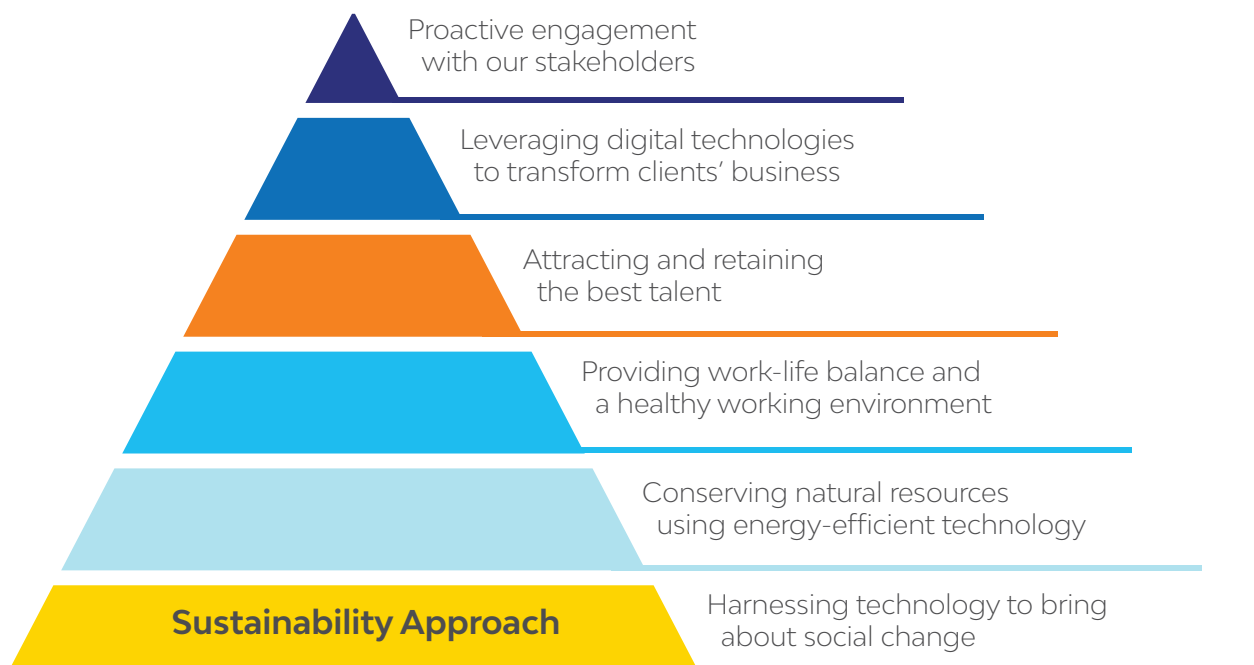 Proactive engagement
with our stakeholders
Leveraging digital technologies
to transform clients’ business
Attracting and retaining
the best talent
Providing work-life balance and
a healthy working environment
Conserving natural resources
using energy-efficient technology
Sustainability Approach
Harnessing technology to bring
about social change